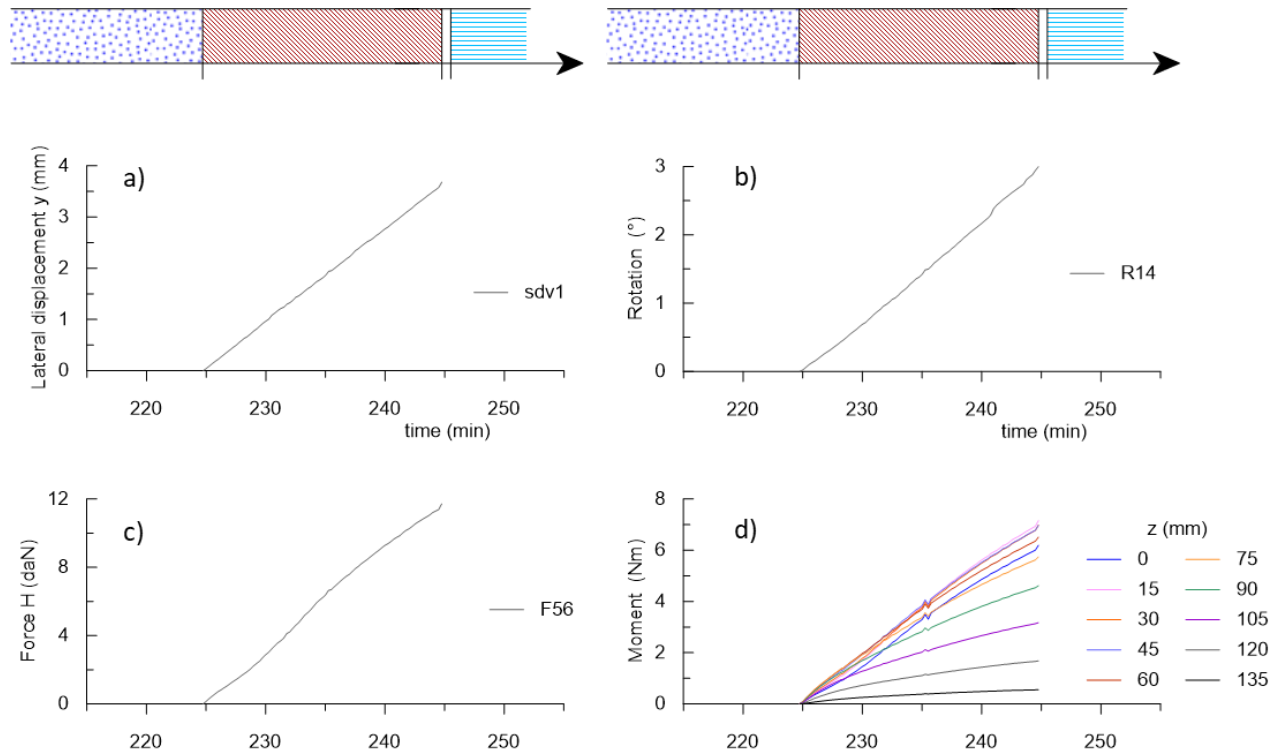 a)
Lateral displacement y (mm)
4
3
2
1
0
sdv1
220 230 240 250
time (min)
b)
Rotation (°)
3
2
1
0
R14
220 230 240 250
time (min)
c)
Force H (daN)
12
8
4
0
F56
220 230 240 250
d)
Moment (Nm)
8
6
4
2
0
z (mm)
0 75
15 90
30 105
45 120
60 135
220 230 240 250